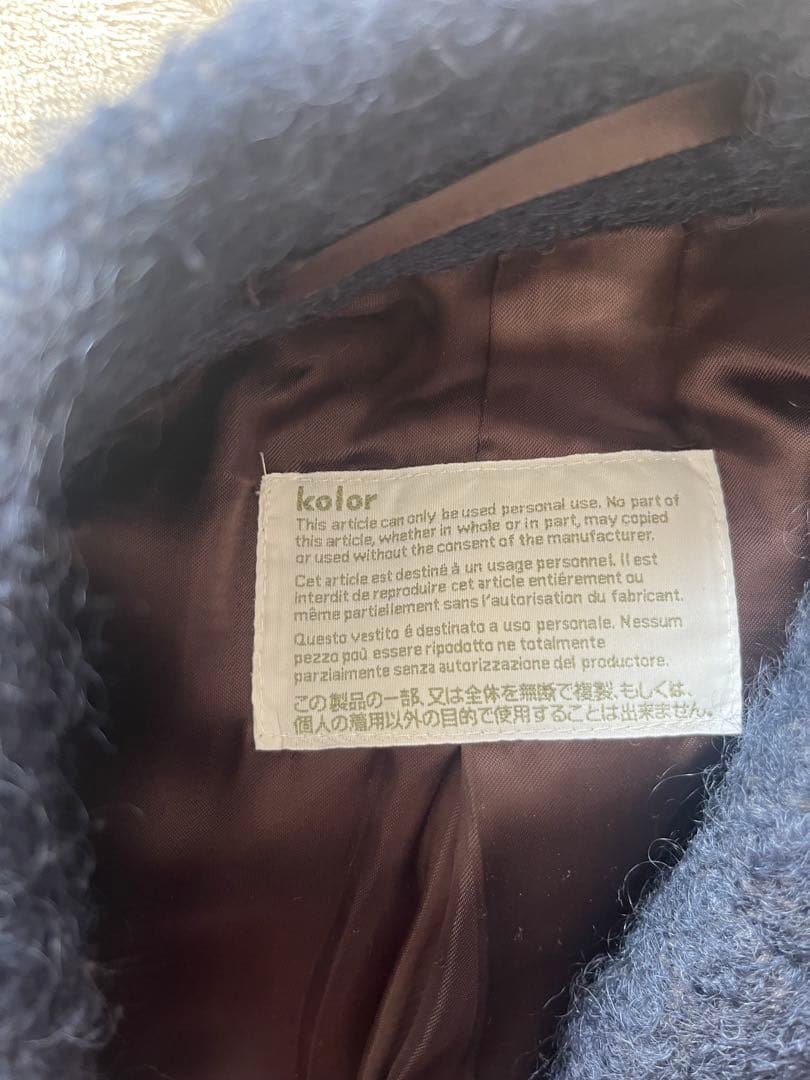 kolor
This article can only be used personal use. No part of
this article, whether in whole or in part, may copied
or used without the consent of the manufacturer.
Cet article est destiné à un usage personnel. Il est
interdit de reproduire cet article entiérement ou
même partiellement sans l'autorisation du fabricant.
Questo vestito é destinato a uso personale. Nessum
pezzo paù essere ripodotto ne totalmente
parzialmente senza autorizzazione del productore.
この製品の一部、又は全体を無断で複製、もしくは、
個人の着用以外の目的で使用することは出来ません。